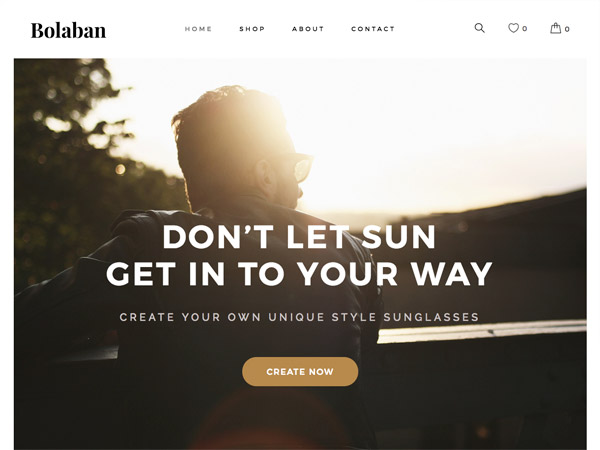 Bolaban
HOME SHOP ABOUT CONTACT
0 0
DON'T LET SUN
GET IN TO YOUR WAY
CREATE YOUR OWN UNIQUE STYLE SUNGLASSES
CREATE NOW